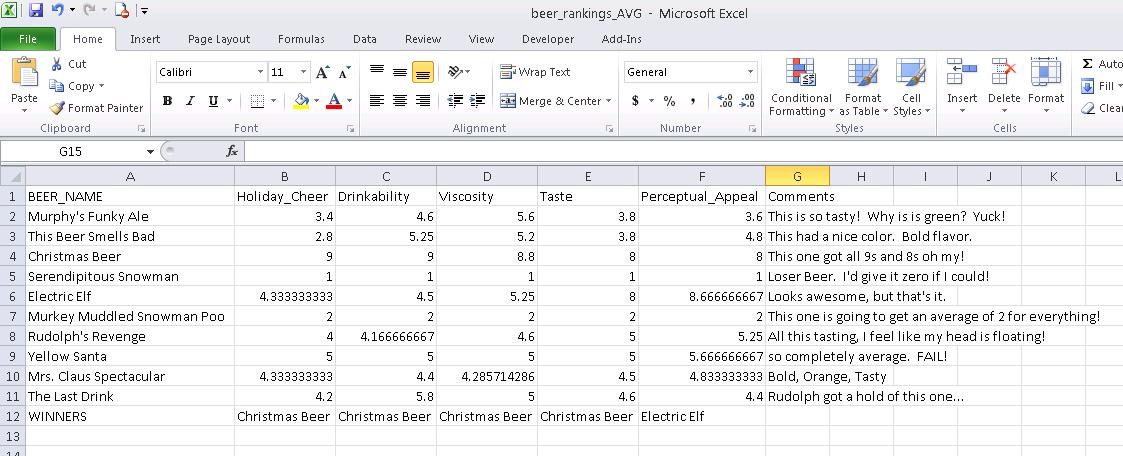 beer_rankings_AVG - Microsoft Excel
File Home Insert Page Layout Formulas Data Review View Developer Add-Ins
Cut Calibri 11 Wrap Text General Σ Auto
Copy Fill
Paste Format Painter B I U Merge & Center $ % , Conditional Formatting Format as Table Cell Styles Insert Delete Format Clea
Clipboard Font Alignment Number Styles Cells
G15 fx
A B C D E F G H I J K L
1 BEER_NAME Holiday_Cheer Drinkability Viscosity Taste Perceptual_Appeal Comments
2 Murphy's Funky Ale 3.4 4.6 5.6 3.8 3.6 This is so tasty! Why is is green? Yuck!
3 This Beer Smells Bad 2.8 5.25 5.2 3.8 4.8 This had a nice color. Bold flavor.
4 Christmas Beer 9 9 8.8 8 8 This one got all 9s and 8s oh my!
5 Serendipitous Snowman 1 1 1 1 1 Loser Beer. I'd give it zero if I could!
6 Electric Elf 4.333333333 4.5 5.25 8 8.666666667 Looks awesome, but that's it.
7 Murkey Muddled Snowman Poo 2 2 2 2 2 This one is going to get an average of 2 for everything!
8 Rudolph's Revenge 4 4.166666667 4.6 5 5.25 All this tasting, I feel like my head is floating!
9 Yellow Santa 5 5 5 5 5.666666667 so completely average. FAIL!
10 Mrs. Claus Spectacular 4.333333333 4.4 4.285714286 4.5 4.833333333 Bold, Orange, Tasty
11 The Last Drink 4.2 5.8 5 4.6 4.4 Rudolph got a hold of this one...
12 WINNERS Christmas Beer Christmas Beer Christmas Beer Christmas Beer Electric Elf
13
14